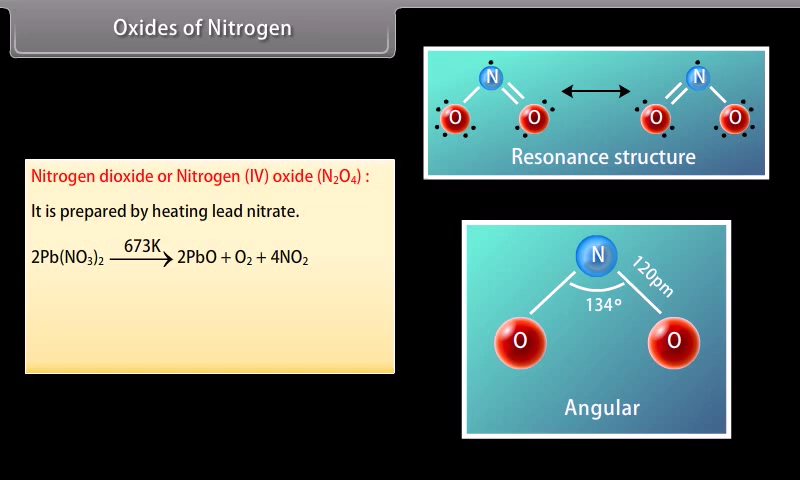 Oxides of Nitrogen
Nitrogen dioxide or Nitrogen (IV) oxide (N₂O₄) :
It is prepared by heating lead nitrate.
673K
2Pb(NO₃)₂ ⟶ 2PbO + O₂ + 4NO₂
N N
O O O O
Resonance structure
N
120pm
134°
O O
Angular